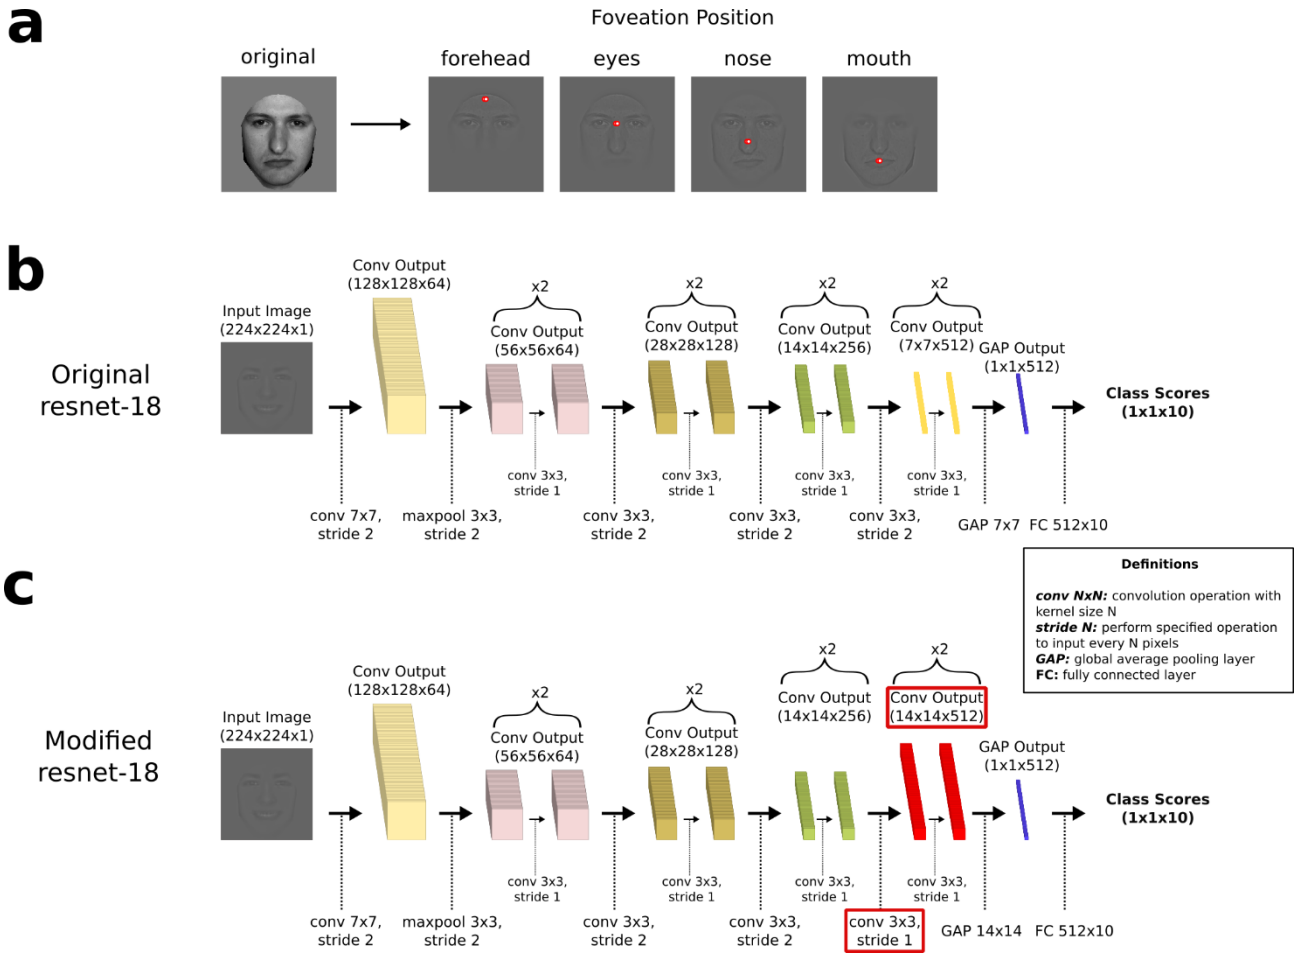 a
Foveation Position
original
forehead
eyes
nose
mouth
b
Original
resnet-18
Input Image
(224x224x1)
Conv Output
(128x128x64)
x2
Conv Output
(56x56x64)
x2
Conv Output
(28x28x128)
x2
Conv Output
(14x14x256)
x2
Conv Output
(7x7x512)
GAP Output
(1x1x512)
Class Scores
(1x1x10)
conv 3x3,
stride 1
conv 3x3,
stride 1
conv 3x3,
stride 1
conv 3x3,
stride 1
conv 7x7,
stride 2
maxpool 3x3,
stride 2
conv 3x3,
stride 2
conv 3x3,
stride 2
conv 3x3,
stride 2
GAP 7x7
FC 512x10
Definitions
conv NxN: convolution operation with
kernel size N
stride N: perform specified operation
to input every N pixels
GAP: global average pooling layer
FC: fully connected layer
c
Modified
resnet-18
Input Image
(224x224x1)
Conv Output
(128x128x64)
x2
Conv Output
(56x56x64)
x2
Conv Output
(28x28x128)
x2
Conv Output
(14x14x256)
x2
Conv Output
(14x14x512)
GAP Output
(1x1x512)
Class Scores
(1x1x10)
conv 3x3,
stride 1
conv 3x3,
stride 1
conv 3x3,
stride 1
conv 3x3,
stride 1
conv 7x7,
stride 2
maxpool 3x3,
stride 2
conv 3x3,
stride 2
conv 3x3,
stride 2
conv 3x3,
stride 1
GAP 14x14
FC 512x10